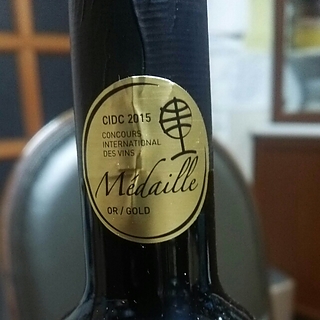 CIDC 2015
CONCOURS
INTERNATIONAL
DES VINS
Médaille
OR / GOLD